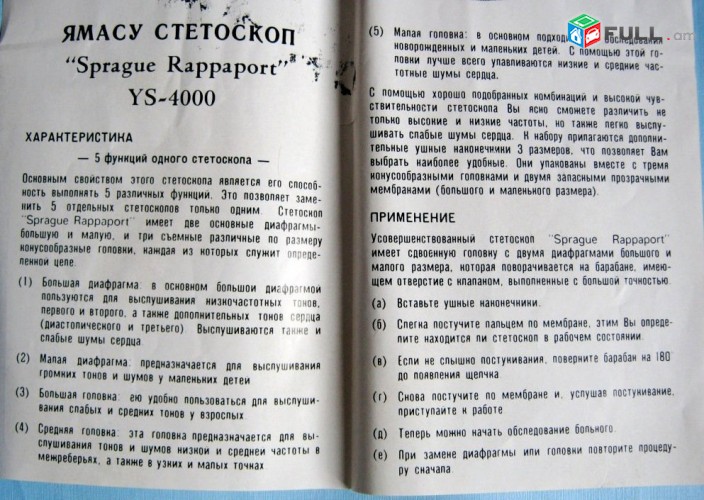 ЯМАСУ СТЕТОСКОП
"Sprague Rappaport"
YS-4000
ХАРАКТЕРИСТИКА
— 5 функций одного стетоскопа —
Основным свойством этого стетоскопа является его способ-
ность выполнять 5 различных функций. Это позволяет заме-
нить 5 отдельных стетоскопов только одним. Стетоскоп
"Sprague Rappaport" имеет две основные диафрагмы-
большую и малую, и три съемные различные по размеру
конусообразные головки, каждая из которых служит опреде-
ленной цели.
(1) Большая диафрагма: в основном большой диафрагмой
пользуются для выслушивания низкочастотных тонов,
первого и второго, а также дополнительных тонов сердца
(диастолического и третьего) Выслушиваются также и
слабые шумы сердца.
(2) Малая диафрагма: предназначается для выслушивания
громких тонов и шумов у маленьких детей
(3) Большая головка: ею удобно пользоваться для выслуши-
вания слабых и средних тонов у взрослых.
(4) Средняя головка: эта головка предназначается для вы-
слушивания тонов и шумов низкой и средней частоты в
межреберьях, а также в узких и малых точках
FULL.am
(5) Малая головка: в основном подходит обследования
новорожденных и маленьких детей. С помощью этой го-
ловки лучше всего улавливаются низкие и средние час-
тотные шумы сердца.
С помощью хорошо подобранных комбинаций и высокой чув-
ствительности стетоскопа Вы ясно сможете различить не
только высокие и низкие частоты, но также легко выслу-
шивать слабые шумы сердца. К набору прилагаются дополни-
тельные ушные наконечники 3 размеров, что позволяет Вам
выбрать наиболее удобные. Они упакованы вместе с тремя
конусообразными головками и двумя запасными прозрачными
мембранами (большого и маленького размера).
ПРИМЕНЕНИЕ
Усовершенствованный стетоскоп "Sprague Rappaport"
имеет сдвоенную головку с двумя диафрагмами большого и
малого размера, которая поворачивается на барабане, имею-
щем отверстие с клапаном, выполненные с большой точностью.
(а) Вставьте ушные наконечники.
(б) Слегка постучите пальцем по мембране, этим Вы опреде-
лите находится ли стетоскоп в рабочем состоянии.
(в) Если не слышно постукивания, поверните барабан на 180°
до появления щелчка.
(г) Снова постучите по мембране и, услушав постукивание,
приступайте к работе.
(д) Теперь можно начать обследование больного.
(е) При замене диафрагмы или головки повторите процеду-
ру сначала.